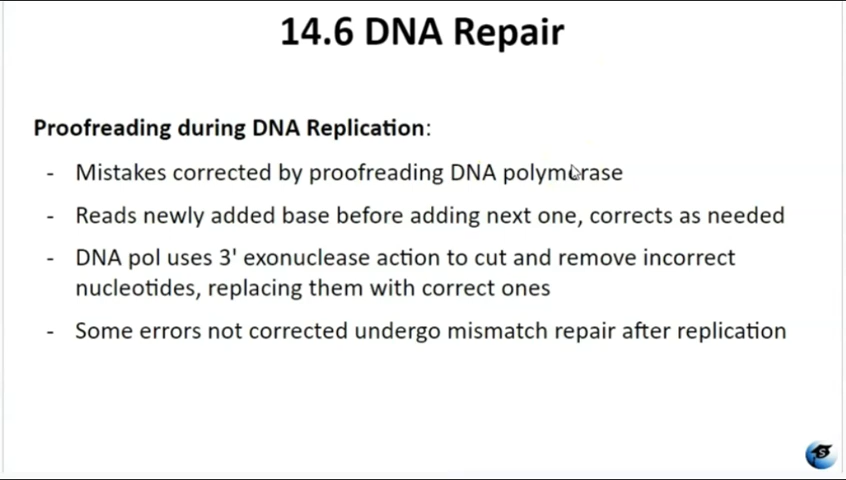 14.6 DNA Repair
Proofreading during DNA Replication:
- Mistakes corrected by proofreading DNA polymerase
- Reads newly added base before adding next one, corrects as needed
- DNA pol uses 3' exonuclease action to cut and remove incorrect
nucleotides, replacing them with correct ones
- Some errors not corrected undergo mismatch repair after replication
S